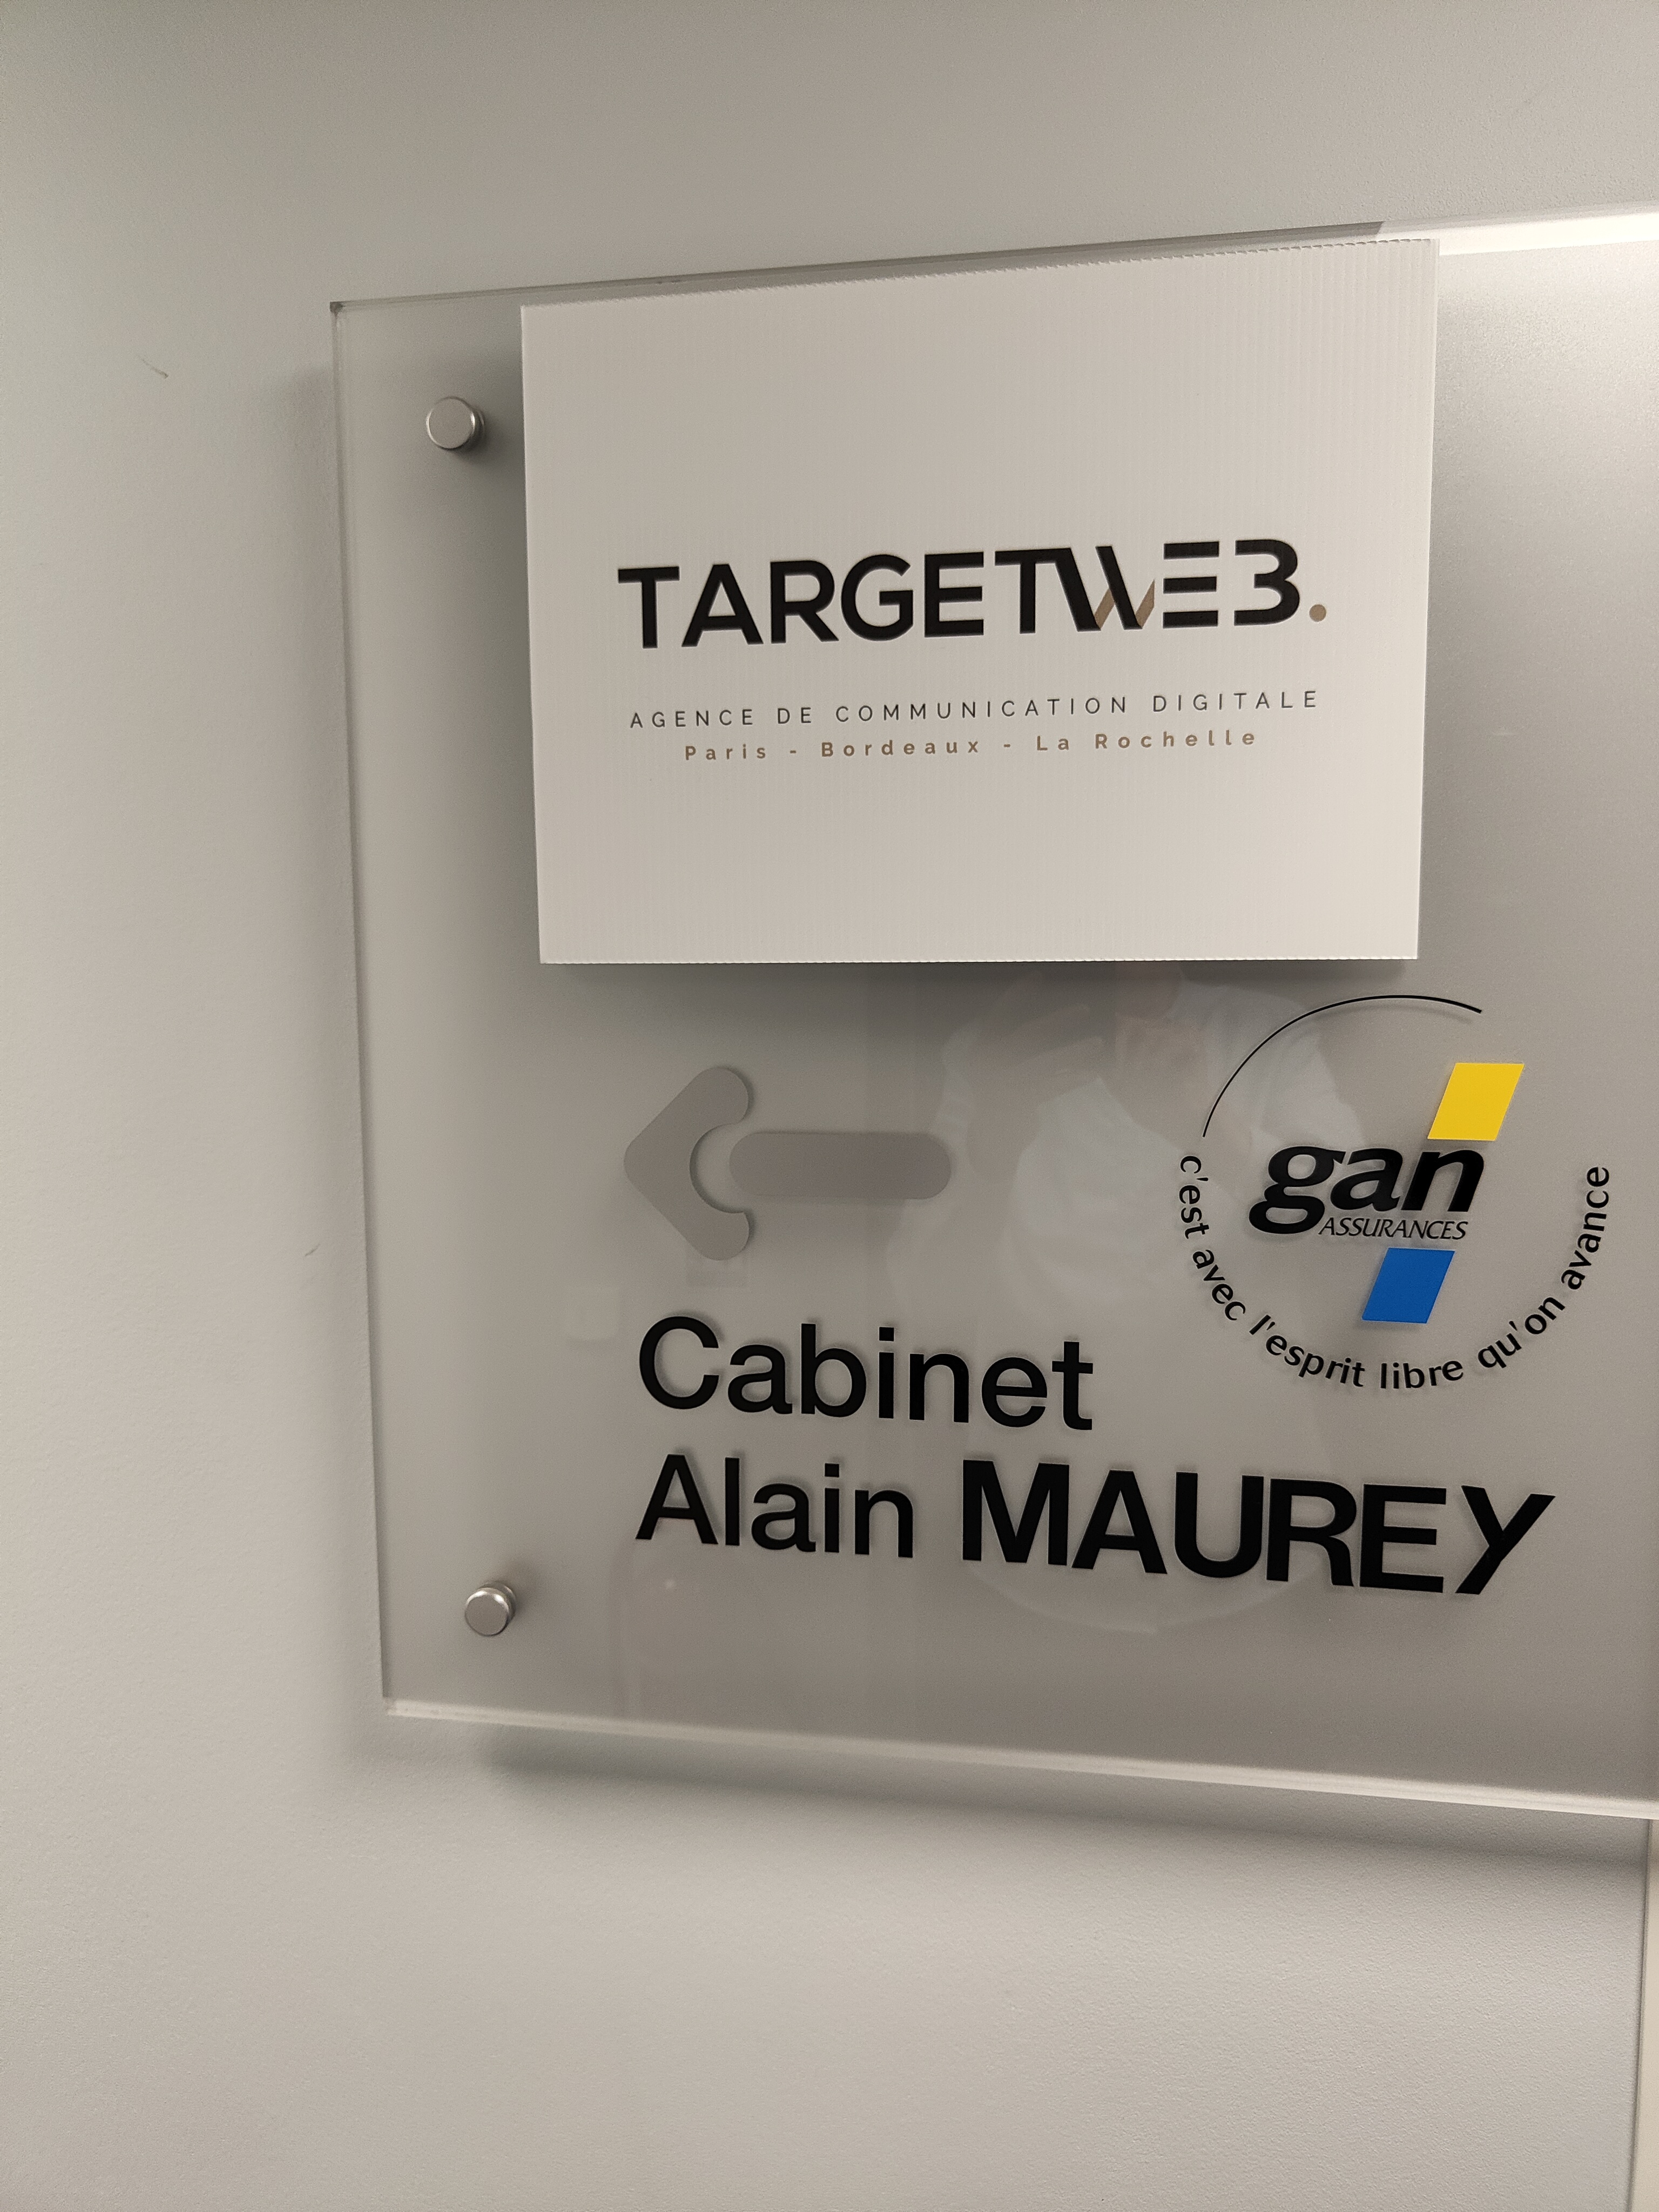 TARGETWEB.
AGENCE DE COMMUNICATION DIGITALE
Paris - Bordeaux - La Rochelle
gan
ASSURANCES
c'est avec l'esprit libre qu'on avance
Cabinet
Alain MAUREY